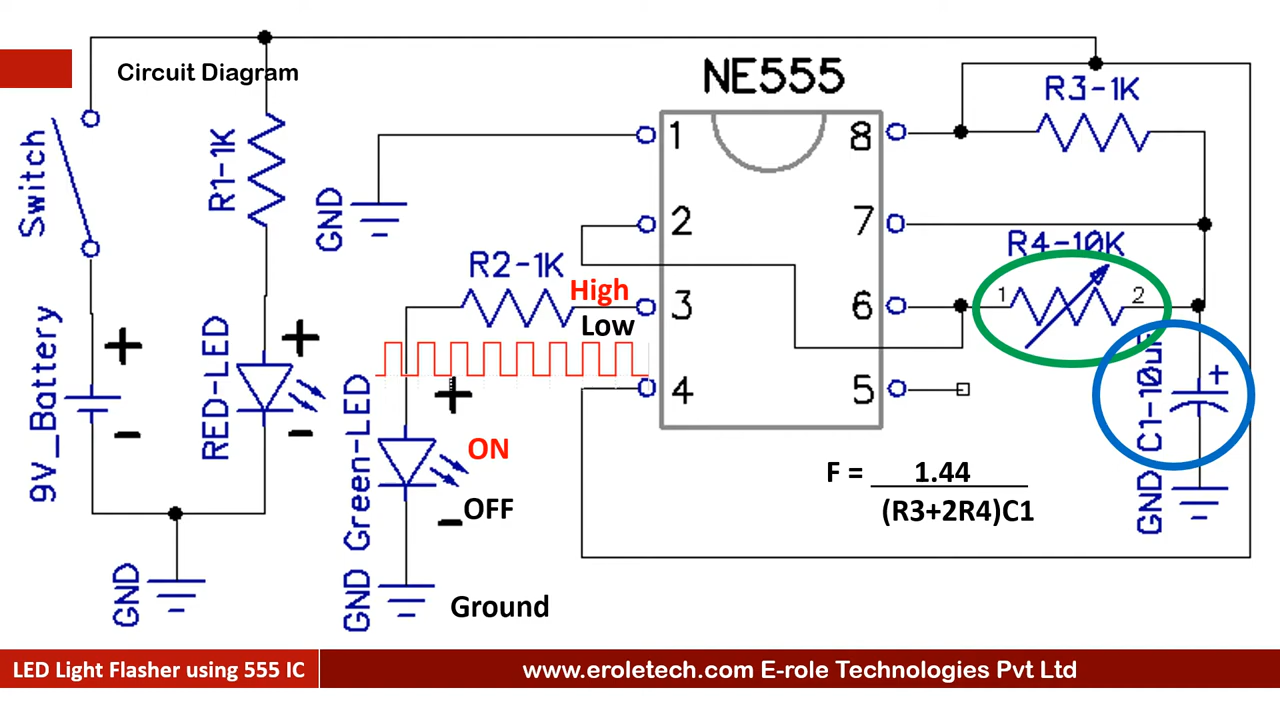 Circuit Diagram
NE555
R3-1K
Switch
R1-1K
GND
1
8
2
7
R4-10K
1
2
R2-1K
High
Low
3
6
4
5
9V_Battery
+
-
RED-LED
+
-
Green-LED
+
-
ON
OFF
+
GND C1-10u
F = 1.44
(R3+2R4)C1
GND
GND
Ground
LED Light Flasher using 555 IC
www.eroletech.com E-role Technologies Pvt Ltd